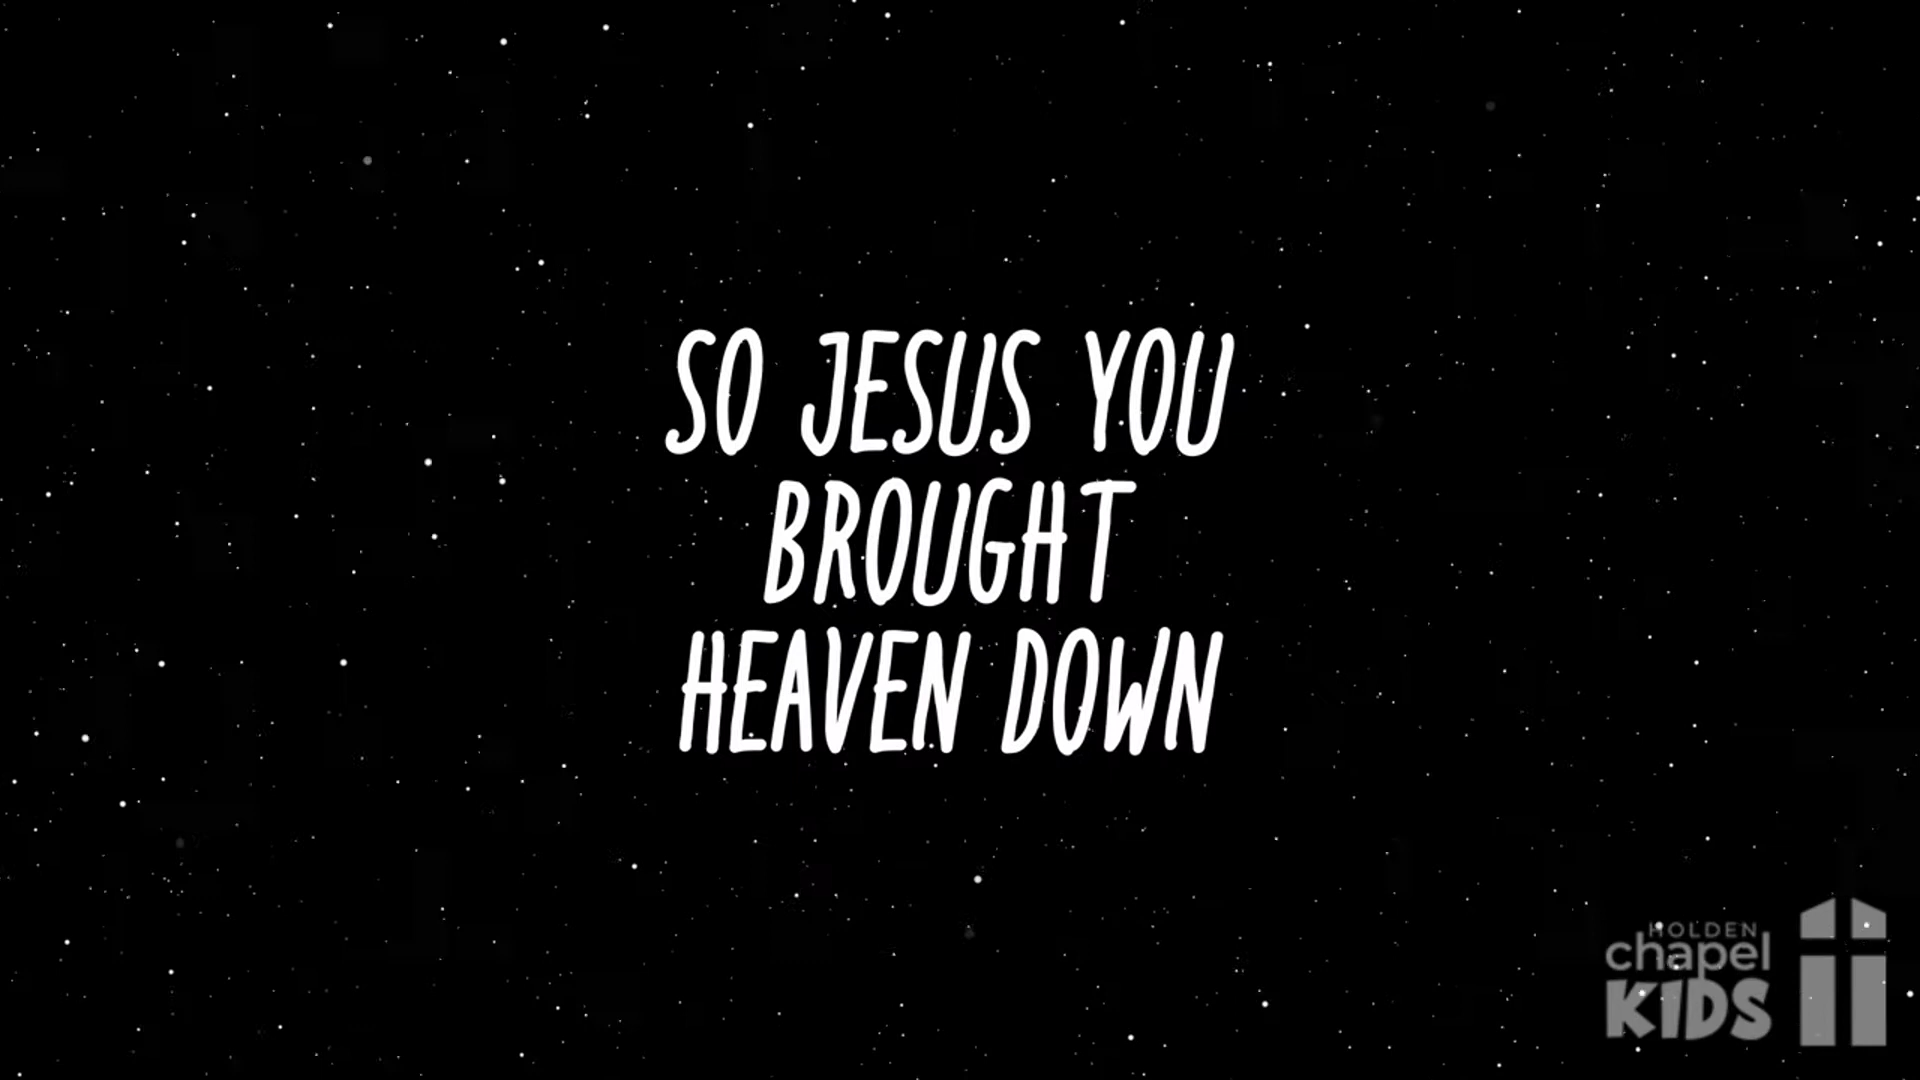 SO JESUS YOU
BROUGHT
HEAVEN DOWN
HOLDEN
chapel
KIDS